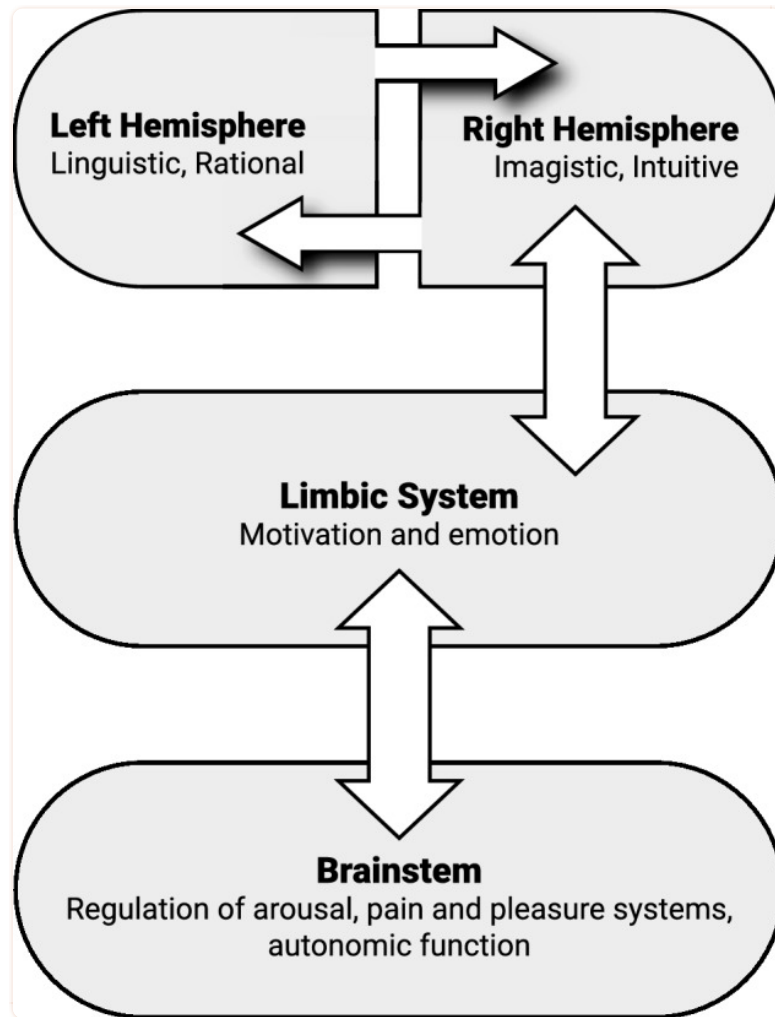 Left Hemisphere
Linguistic, Rational
Right Hemisphere
Imagistic, Intuitive
Limbic System
Motivation and emotion
Brainstem
Regulation of arousal, pain and pleasure systems,
autonomic function